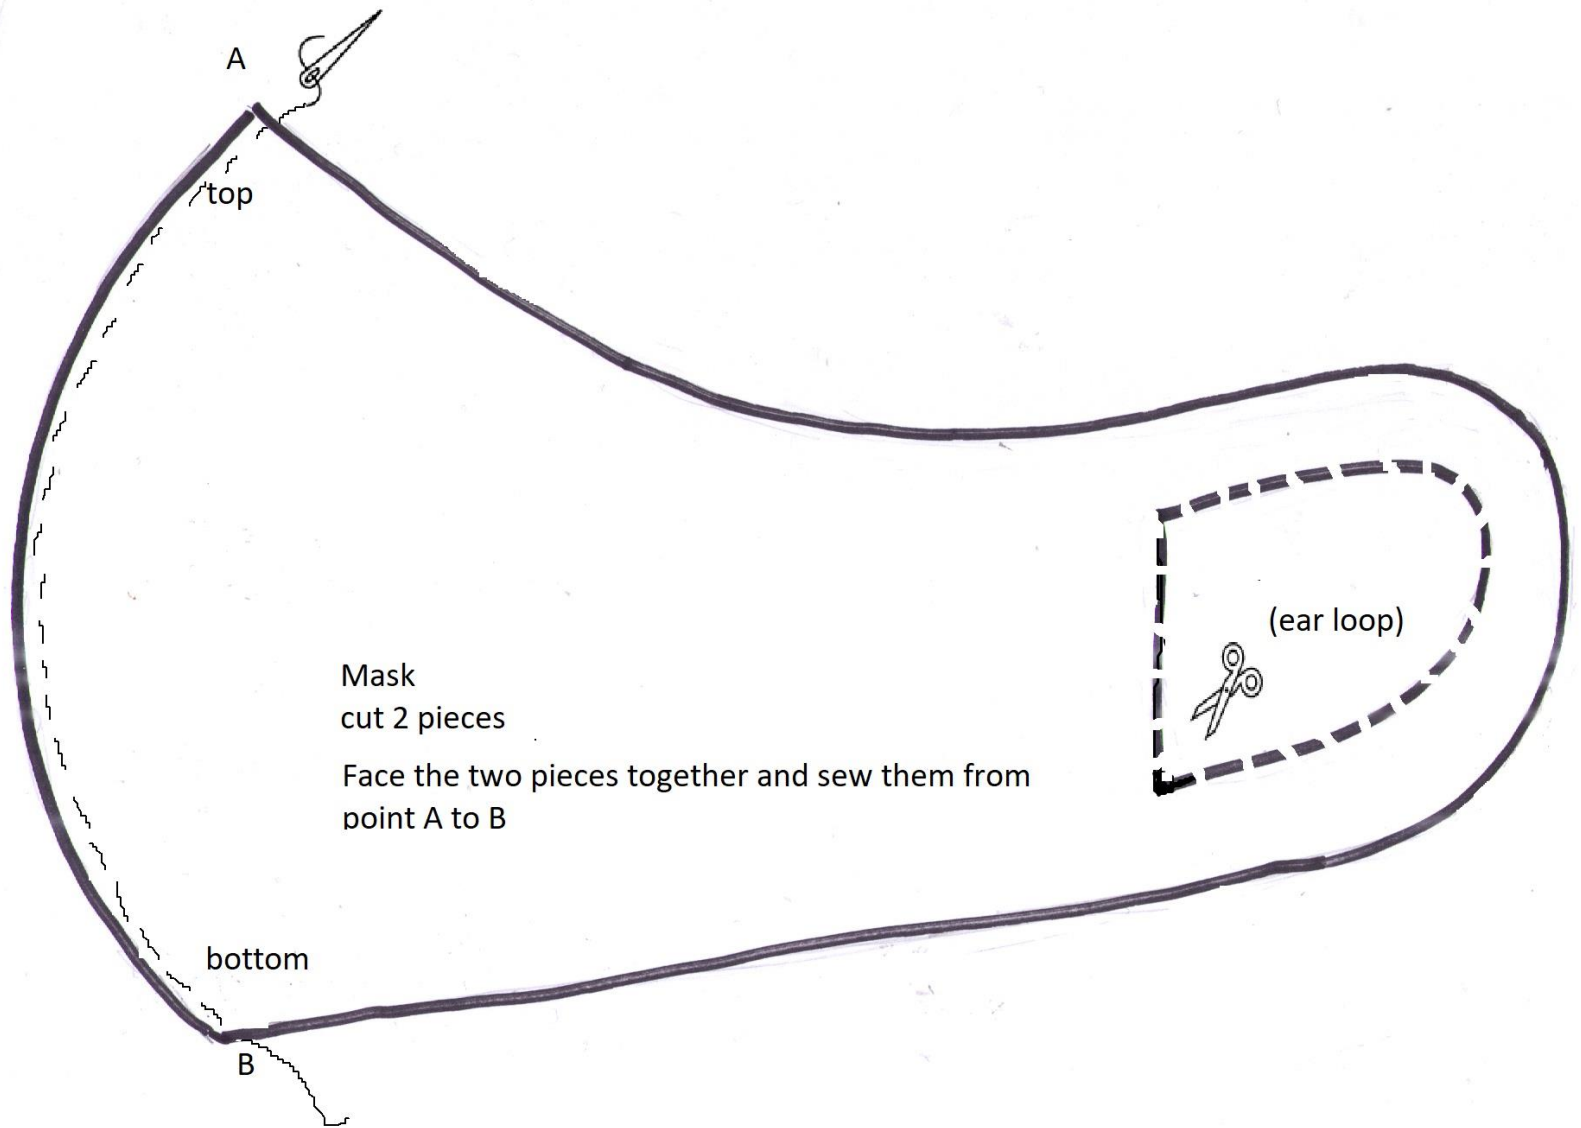 A
top
(ear loop)
Mask
cut 2 pieces
Face the two pieces together and sew them from
point A to B
bottom
B